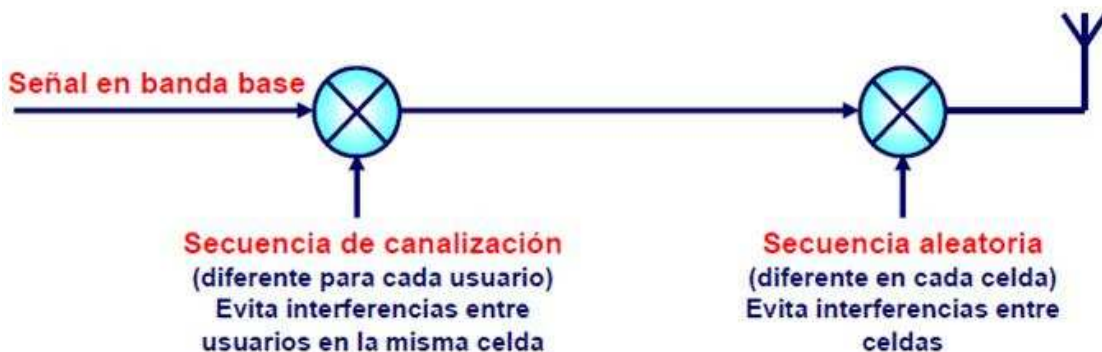 Señal en banda base
Secuencia de canalización
(diferente para cada usuario)
Evita interferencias entre
usuarios en la misma celda
Secuencia aleatoria
(diferente en cada celda)
Evita interferencias entre
celdas